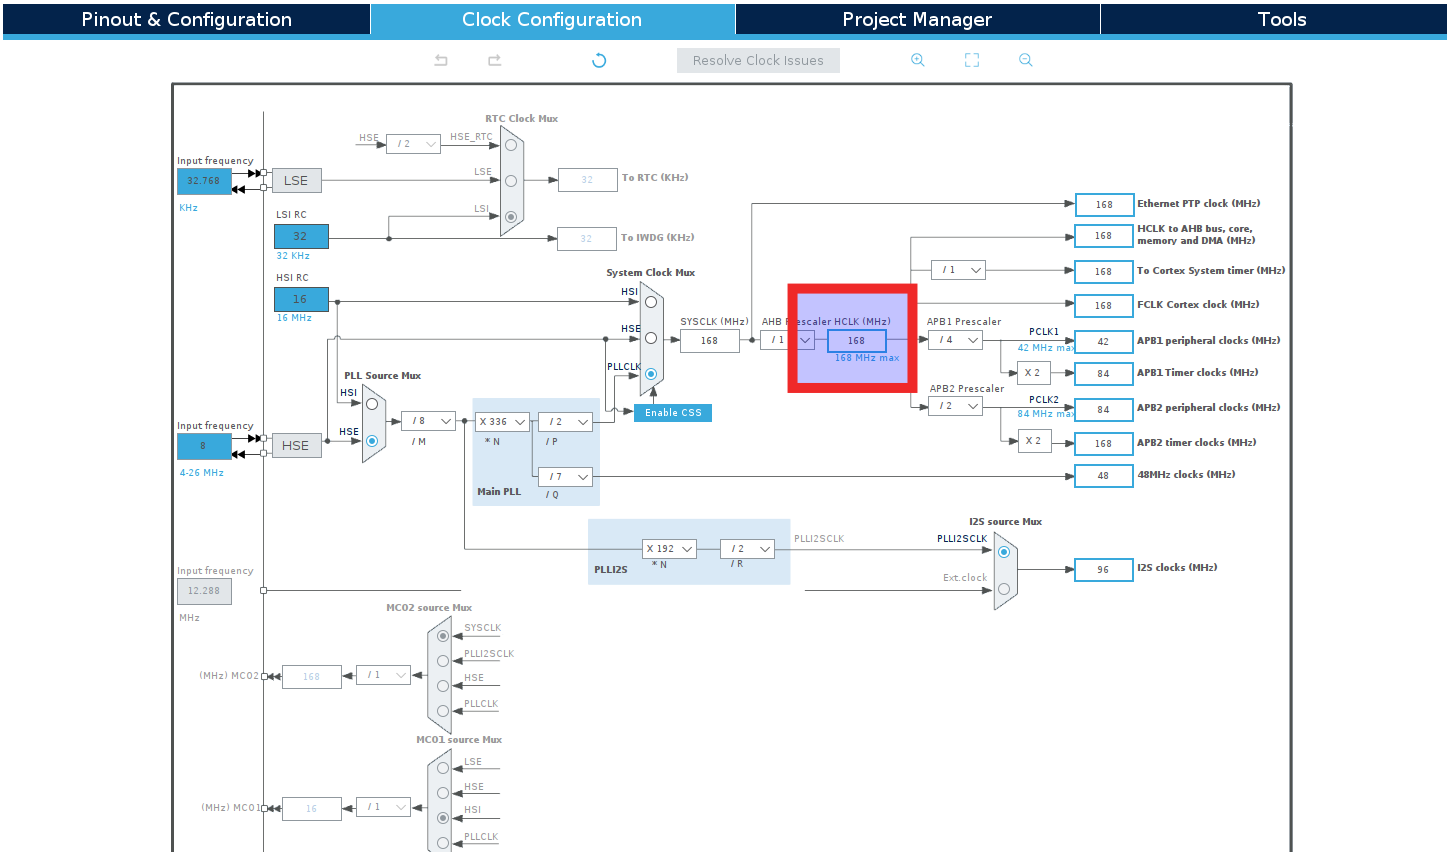 Pinout & Configuration
Clock Configuration
Project Manager
Tools
Resolve Clock Issues
RTC Clock Mux
HSE
/ 2
HSE_RTC
Input frequency
32.768
KHz
LSE
LSE
32
To RTC (KHz)
LSI
LSI RC
32
32 KHz
32
To IWDG (KHz)
HSI RC
16
16 MHz
System Clock Mux
HSI
HSE
PLLCLK
SYSCLK (MHz)
168
AHB Prescaler
/ 1
HCLK (MHz)
168
168 MHz max
168
Ethernet PTP clock (MHz)
168
HCLK to AHB bus, core,
memory and DMA (MHz)
/ 1
168
To Cortex System timer (MHz)
168
FCLK Cortex clock (MHz)
APB1 Prescaler
/ 4
PCLK1
42 MHz max
42
APB1 peripheral clocks (MHz)
X 2
84
APB1 Timer clocks (MHz)
APB2 Prescaler
/ 2
PCLK2
84 MHz max
84
APB2 peripheral clocks (MHz)
X 2
168
APB2 timer clocks (MHz)
48
48MHz clocks (MHz)
PLL Source Mux
HSI
HSE
Input frequency
8
4-26 MHz
HSE
/ 8
/ M
X 336
* N
/ 2
/ P
/ 7
/ Q
Main PLL
Enable CSS
PLLI2S
X 192
* N
/ 2
/ R
PLLI2SCLK
I2S source Mux
PLLI2SCLK
Ext.clock
96
I2S clocks (MHz)
Input frequency
12.288
MHz
MCO2 source Mux
SYSCLK
PLLI2SCLK
HSE
PLLCLK
(MHz) MCO2
168
/ 1
MCO1 source Mux
LSE
HSE
HSI
PLLCLK
(MHz) MCO1
16
/ 1